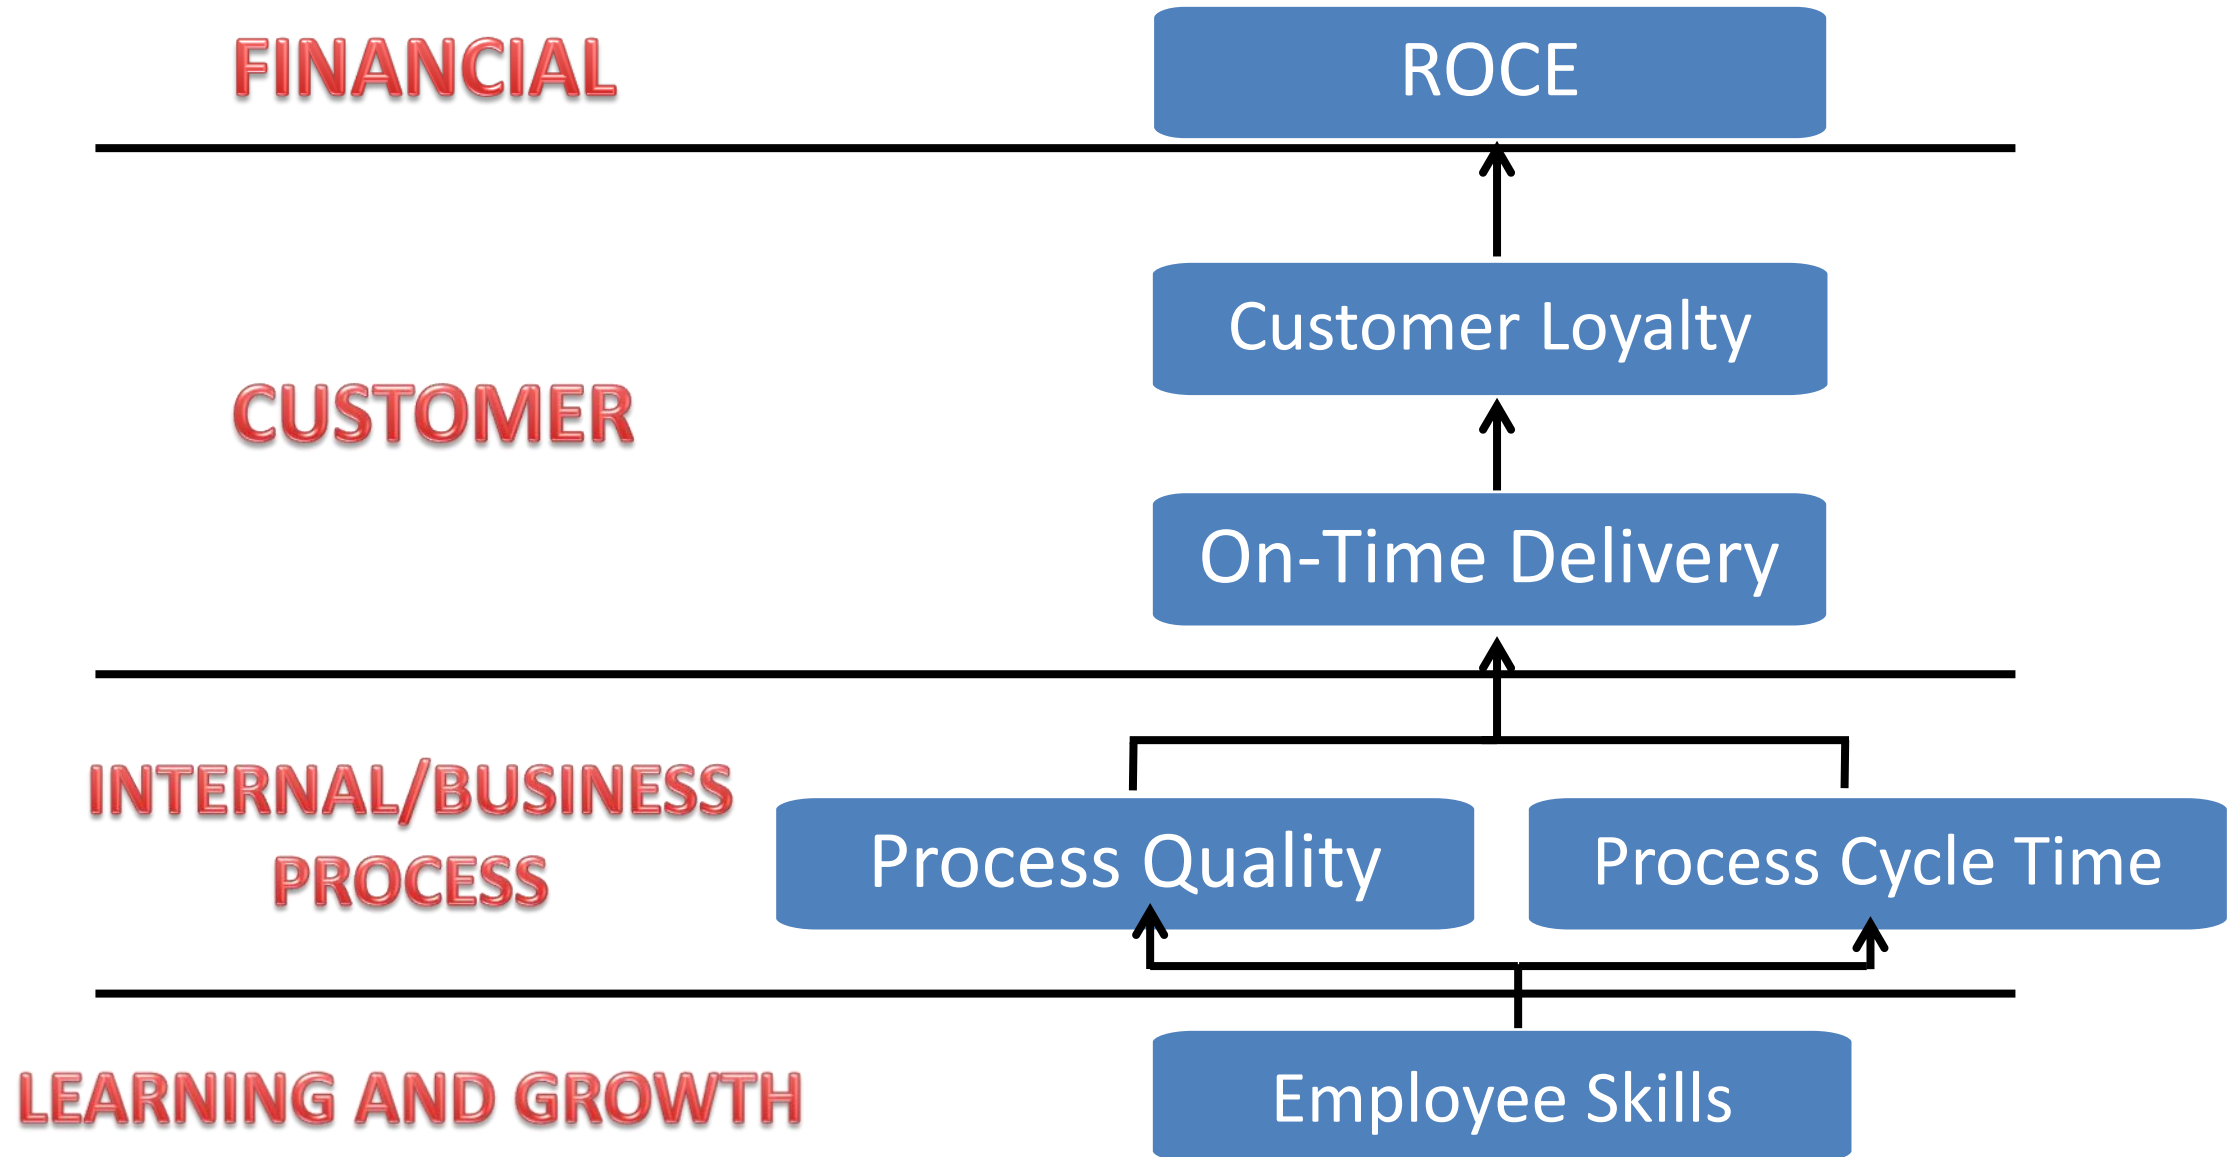 FINANCIAL
ROCE
Customer Loyalty
CUSTOMER
On-Time Delivery
INTERNAL/BUSINESS
PROCESS
Process Quality
Process Cycle Time
LEARNING AND GROWTH
Employee Skills